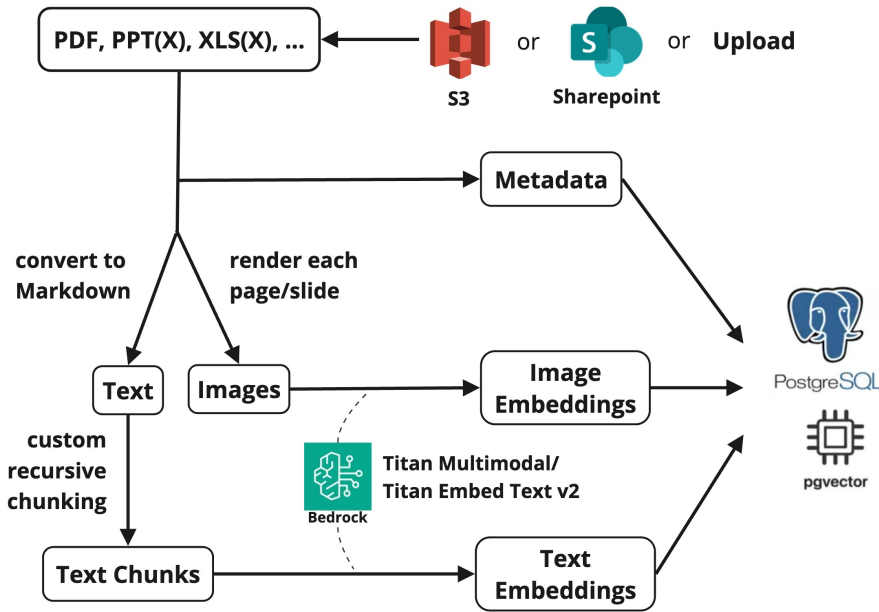 PDF, PPT(X), XLS(X), ...
or
S
or
Upload
S3
Sharepoint
Metadata
convert to
Markdown
render each
page/slide
Text
Images
Image
Embeddings
PostgreSQL
custom
recursive
chunking
Titan Multimodal/
Titan Embed Text v2
Bedrock
pgvector
Text Chunks
Text
Embeddings